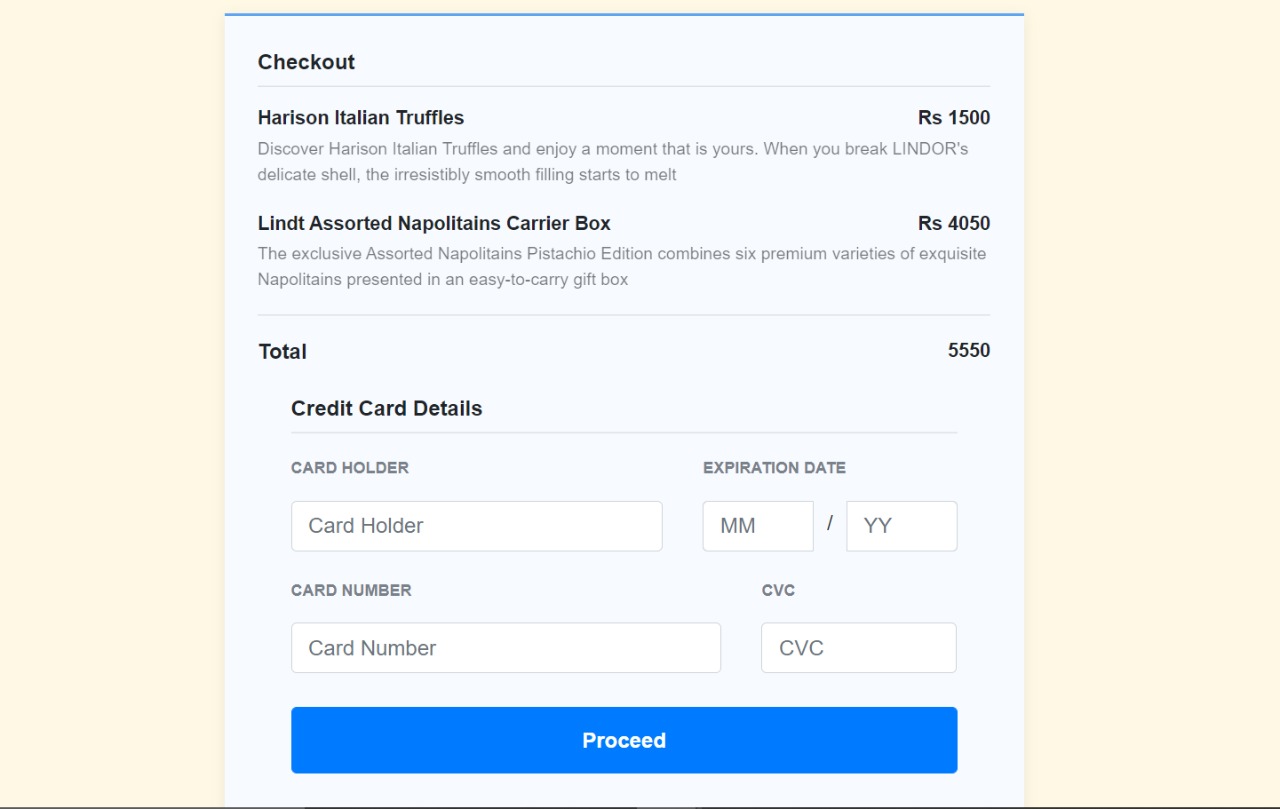 Checkout
Harison Italian Truffles Rs 1500
Discover Harison Italian Truffles and enjoy a moment that is yours. When you break LINDOR's
delicate shell, the irresistibly smooth filling starts to melt
Lindt Assorted Napolitains Carrier Box Rs 4050
The exclusive Assorted Napolitains Pistachio Edition combines six premium varieties of exquisite
Napolitains presented in an easy-to-carry gift box
Total 5550
Credit Card Details
CARD HOLDER EXPIRATION DATE
Card Holder MM / YY
CARD NUMBER CVC
Card Number CVC
Proceed